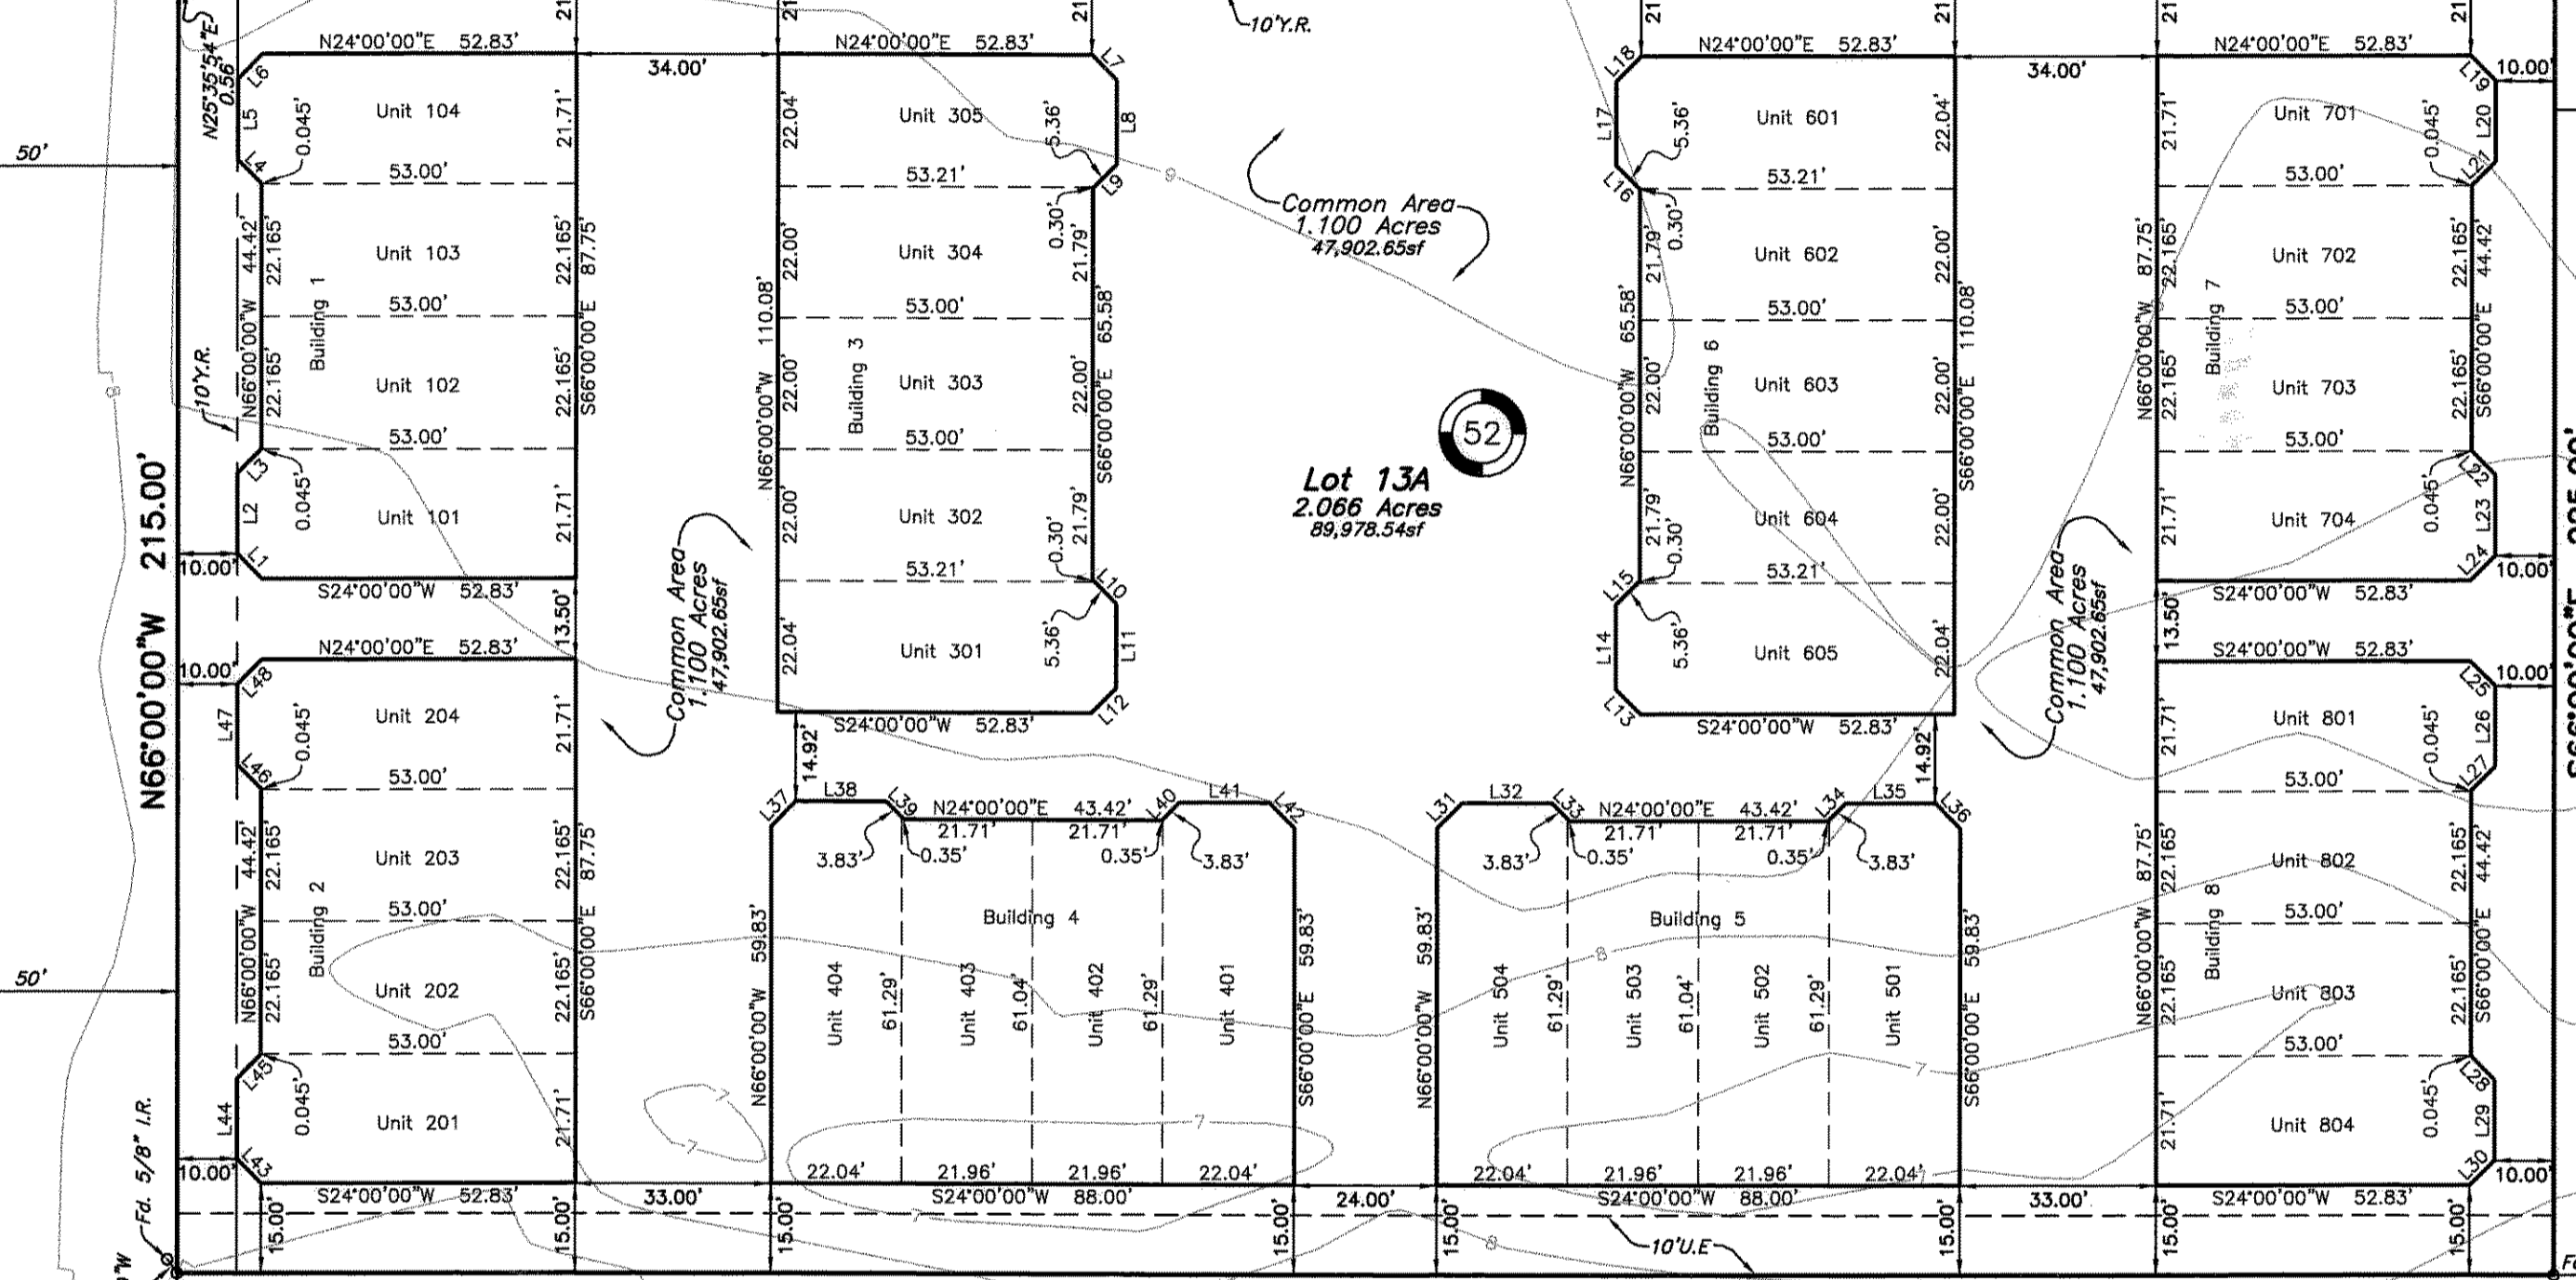 N25°35'54"E
0.56'
50'
50'
10'Y.R.
N66°00'00"W 215.00'
Fd. 5/8" I.R.
N24°00'00"E 52.83'
L6
L5
L4
0.045'
Unit 104
21.71'
53.00'
N66°00'00"W 44.42'
22.165'
Unit 103
22.165'
S66°00'00"E 87.75'
53.00'
Building 1
22.165'
Unit 102
22.165'
53.00'
L3
L2
L1
0.045'
Unit 101
21.71'
10.00'
S24°00'00"W 52.83'
13.50'
N24°00'00"E 52.83'
10.00'
L48
L47
L46
0.045'
Unit 204
21.71'
53.00'
N66°00'00"W 44.42'
22.165'
Unit 203
22.165'
S66°00'00"E 87.75'
53.00'
Building 2
22.165'
Unit 202
22.165'
53.00'
L45
L44
L43
0.045'
Unit 201
21.71'
10.00'
S24°00'00"W 52.83'
15.00'
15.00'
33.00'
34.00'
21
N24°00'00"E 52.83'
21
21
L7
L8
L9
22.04'
Unit 305
5.36'
53.21'
0.30'
22.00'
Unit 304
21.79'
53.00'
N66°00'00"W 110.08'
Building 3
S66°00'00"E 65.58'
22.00'
Unit 303
22.00'
53.00'
22.00'
Unit 302
21.79'
0.30'
53.21'
L10
L11
L12
22.04'
Unit 301
5.36'
S24°00'00"W 52.83'
Common Area
1.100 Acres
47,902.65sf
14.92'
L37
L38
L39
N24°00'00"E 43.42'
L40
L41
L42
21.71'
21.71'
3.83'
0.35'
0.35'
3.83'
Building 4
N66°00'00"W 59.83'
Unit 404
61.29'
Unit 403
61.04'
Unit 402
61.29'
Unit 401
S66°00'00"E 59.83'
22.04'
21.96'
21.96'
22.04'
S24°00'00"W 88.00'
15.00'
15.00'
24.00'
10'Y.R.
Common Area
1.100 Acres
47,902.65sf
52
Lot 13A
2.066 Acres
89,978.54sf
21
21
N24°00'00"E 52.83'
L18
L17
L16
5.36'
Unit 601
22.04'
53.21'
0.30'
21.79'
Unit 602
22.00'
53.00'
N66°00'00"W 65.58'
Building 6
S66°00'00"E 110.08'
22.00'
Unit 603
22.00'
53.00'
21.79'
Unit 604
22.00'
0.30'
53.21'
L15
L14
L13
5.36'
Unit 605
22.04'
S24°00'00"W 52.83'
14.92'
L31
L32
L33
N24°00'00"E 43.42'
L34
L35
L36
21.71'
21.71'
3.83'
0.35'
0.35'
3.83'
Building 5
N66°00'00"W 59.83'
Unit 504
61.29'
Unit 503
61.04'
Unit 502
61.29'
Unit 501
S66°00'00"E 59.83'
22.04'
21.96'
21.96'
22.04'
S24°00'00"W 88.00'
15.00'
15.00'
10'U.E
33.00'
34.00'
Common Area
1.100 Acres
47,902.65sf
21
21
N24°00'00"E 52.83'
10.00'
L19
L20
L21
21.71'
Unit 701
0.045'
53.00'
22.165'
Unit 702
22.165'
N66°00'00"W 87.75'
53.00'
Building 7
S66°00'00"E 44.42'
22.165'
Unit 703
22.165'
53.00'
L22
L23
L24
21.71'
Unit 704
0.045'
10.00'
S24°00'00"W 52.83'
13.50'
S24°00'00"W 52.83'
10.00'
L25
L26
L27
21.71'
Unit 801
0.045'
53.00'
22.165'
Unit 802
22.165'
N66°00'00"W 87.75'
53.00'
Building 8
S66°00'00"E 44.42'
22.165'
Unit 803
22.165'
53.00'
L28
L29
L30
21.71'
Unit 804
0.045'
10.00'
S24°00'00"W 52.83'
15.00'
15.00'
8
9
8
7
7
7
7
7
7
8